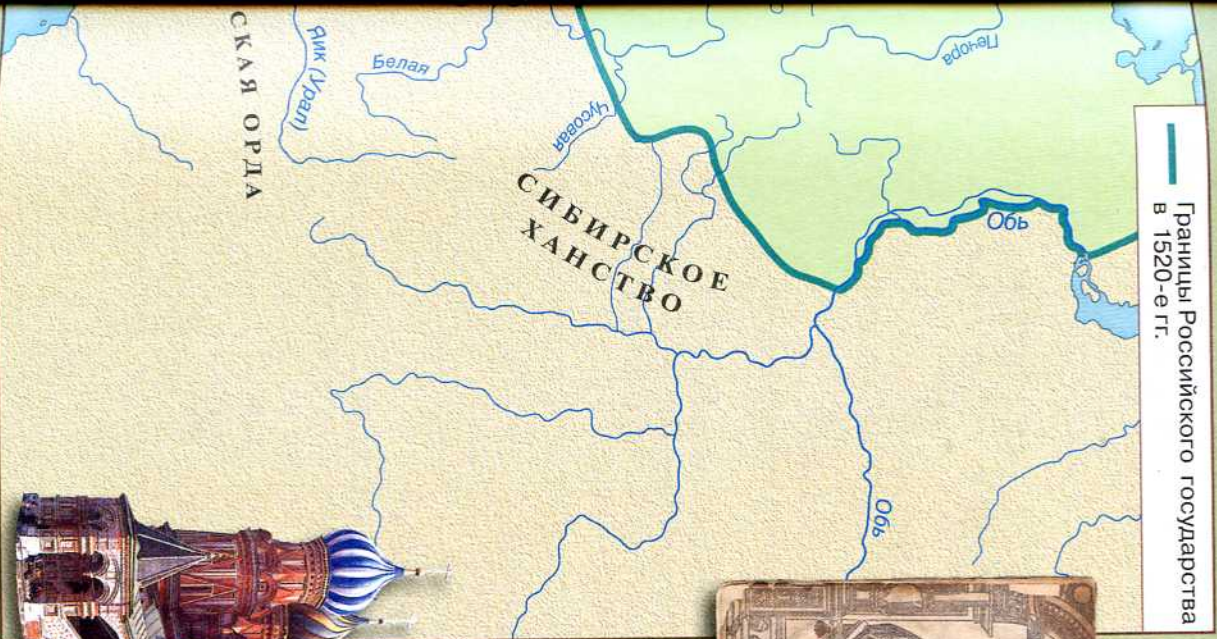 Границы Российского государства
в 1520-е гг.
Печора
Обь
Обь
СИБИРСКОЕ
ХАНСТВО
Чусовая
Белая
Яик (Урал)
СКАЯ ОРДА